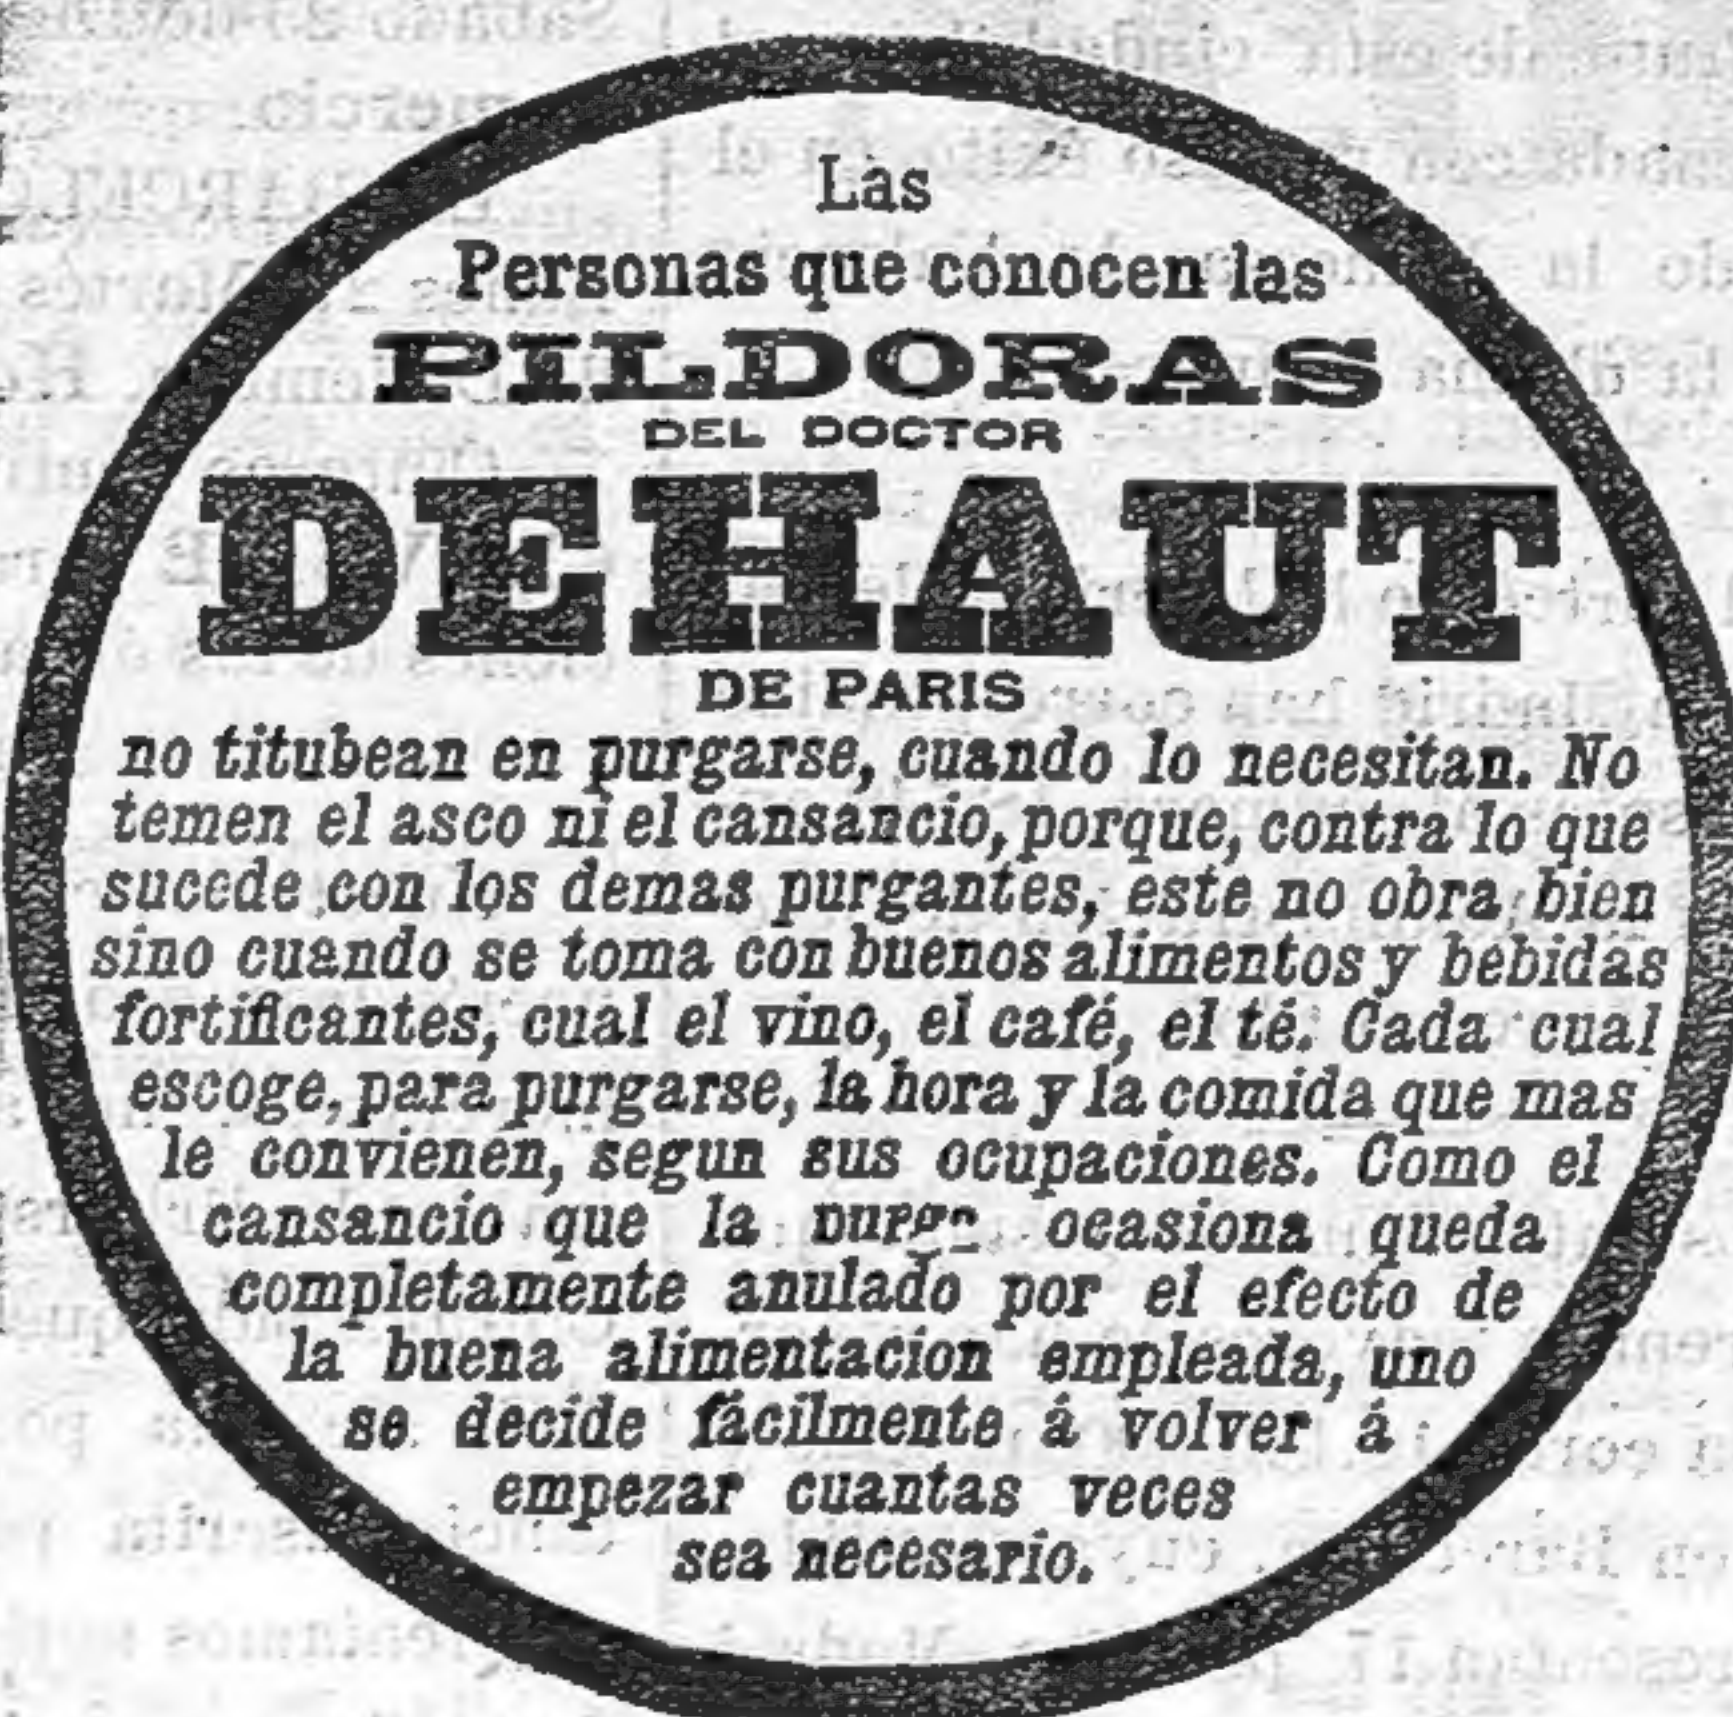 Las
Personas que conocen las
PILDORAS
DEL DOCTOR
DEHAUT
DE PARIS
no titubean en purgarse, cuando lo necesitan. No
temen el asco ni el cansancio, porque, contra lo que
sucede con los demas purgantes, este no obra bien
sino cuando se toma con buenos alimentos y bebidas
fortificantes, cual el vino, el café, el té. Cada cual
escoge, para purgarse, la hora y la comida que mas
le convienen, segun sus ocupaciones. Como el
cansancio que la purga ocasiona queda
completamente anulado por el efecto de
la buena alimentacion empleada, uno
se decide fácilmente á volver á
empezar cuantas veces
sea necesario.